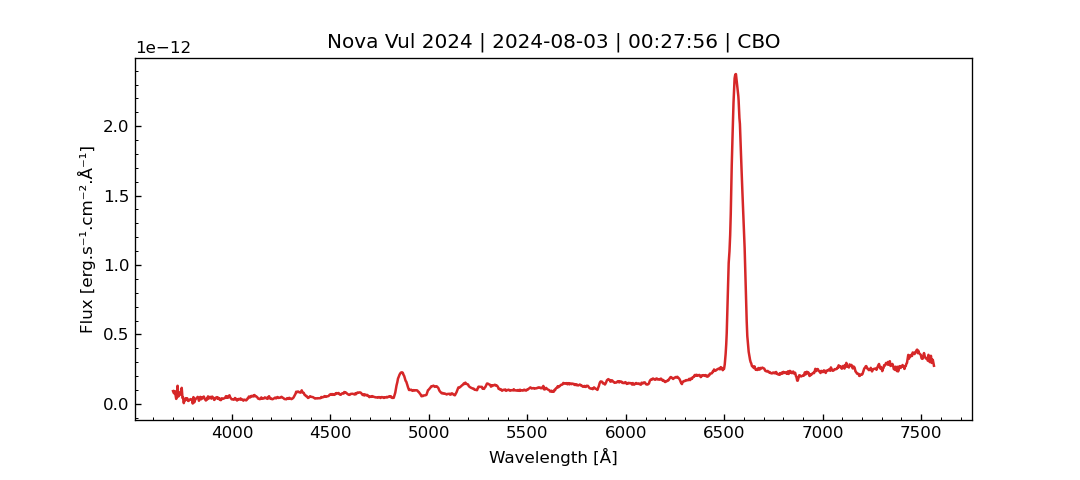 Nova Vul 2024 | 2024-08-03 | 00:27:56 | CBO
1e−12
2.0
1.5
1.0
0.5
0.0
Flux [erg.s⁻¹.cm⁻².Å⁻¹]
4000 4500 5000 5500 6000 6500 7000 7500
Wavelength [Å]